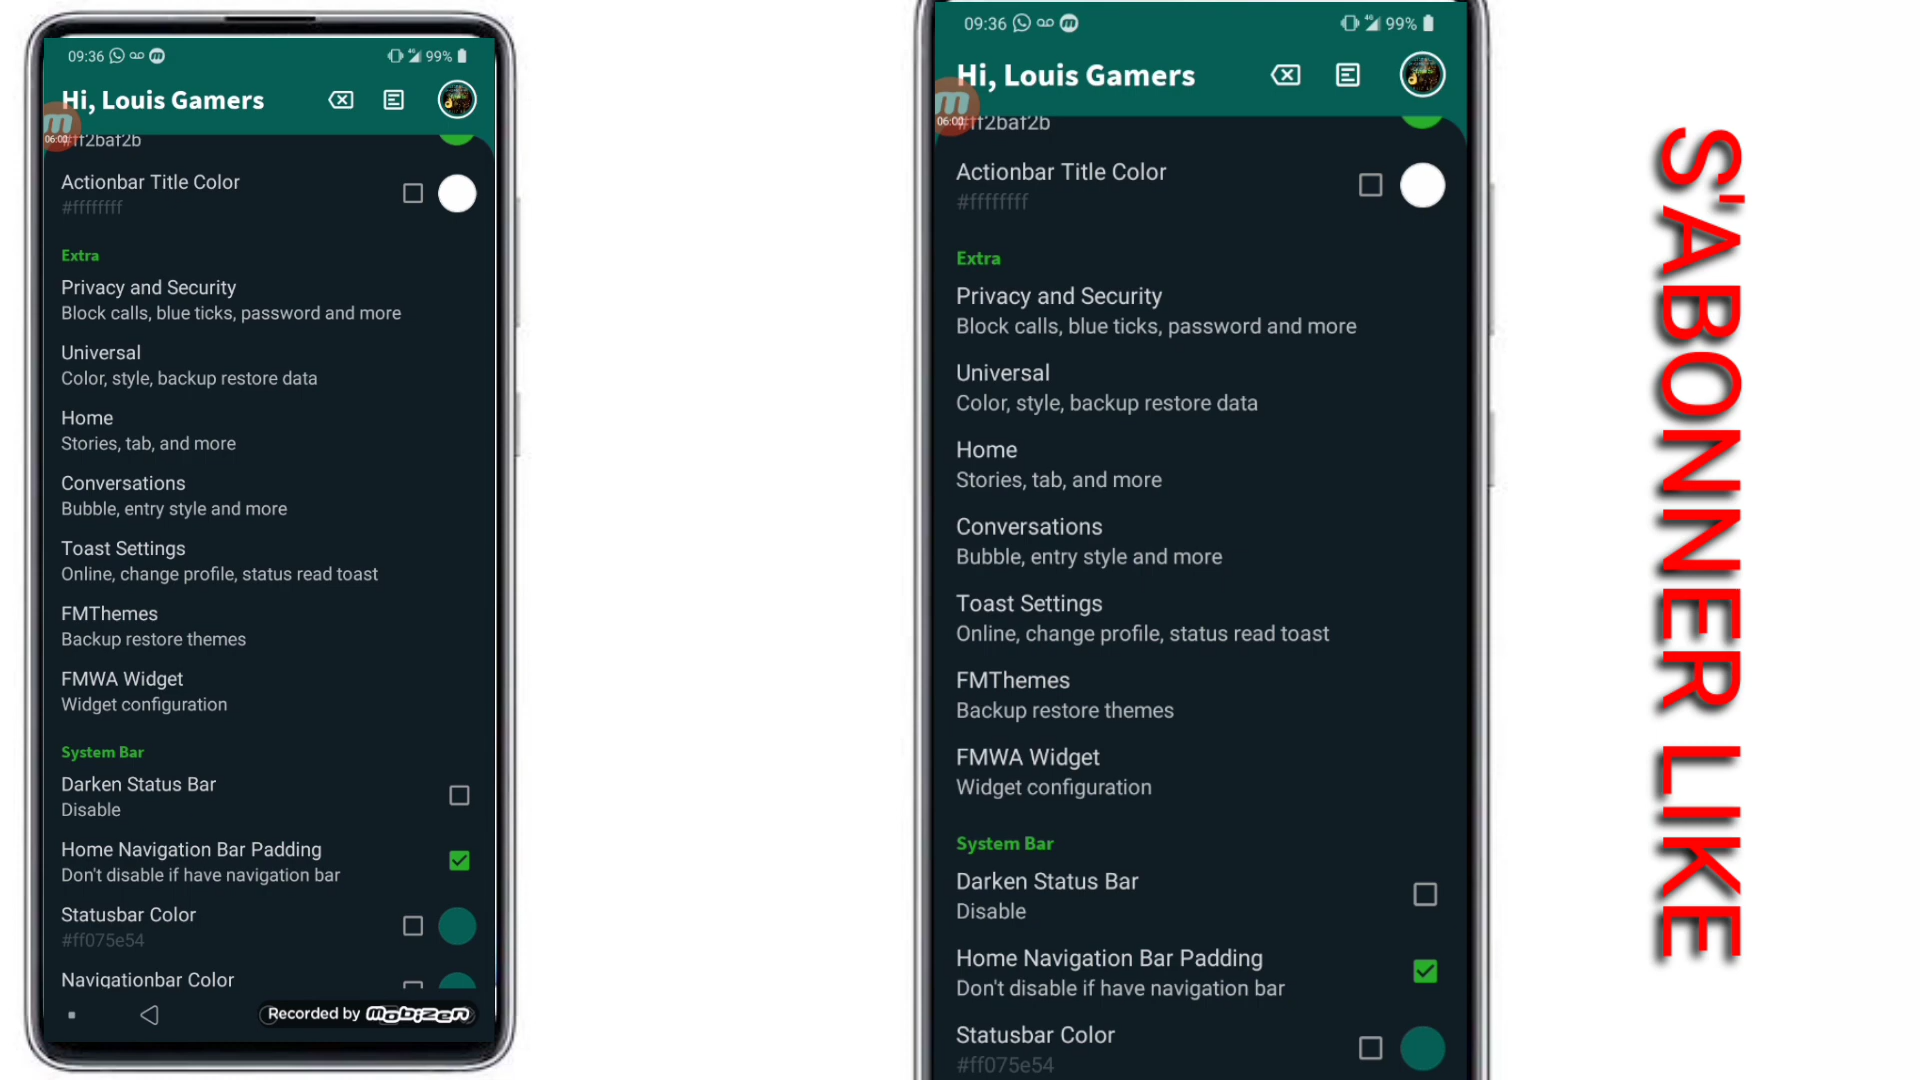 09:36 99%
Hi, Louis Gamers
06:00
#ff2baf2b
Actionbar Title Color
#ffffffff
Extra
Privacy and Security
Block calls, blue ticks, password and more
Universal
Color, style, backup restore data
Home
Stories, tab, and more
Conversations
Bubble, entry style and more
Toast Settings
Online, change profile, status read toast
FMThemes
Backup restore themes
FMWA Widget
Widget configuration
System Bar
Darken Status Bar
Disable
Home Navigation Bar Padding
Don't disable if have navigation bar
Statusbar Color
#ff075e54
Navigationbar Color
Recorded by mobizen
09:36 99%
Hi, Louis Gamers
06:00
#ff2baf2b
Actionbar Title Color
#ffffffff
Extra
Privacy and Security
Block calls, blue ticks, password and more
Universal
Color, style, backup restore data
Home
Stories, tab, and more
Conversations
Bubble, entry style and more
Toast Settings
Online, change profile, status read toast
FMThemes
Backup restore themes
FMWA Widget
Widget configuration
System Bar
Darken Status Bar
Disable
Home Navigation Bar Padding
Don't disable if have navigation bar
Statusbar Color
#ff075e54
S'ABONNER LIKE